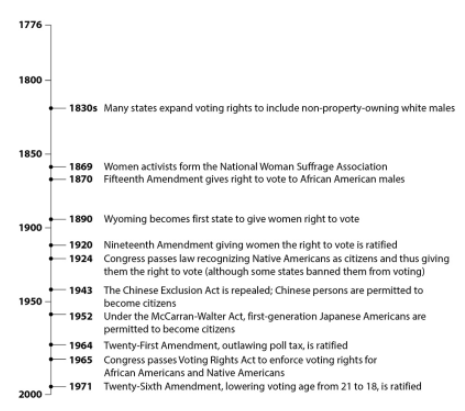 1776
1800
1830s Many states expand voting rights to include non-property-owning white males
1850
1869 Women activists form the National Woman Suffrage Association
1870 Fifteenth Amendment gives right to vote to African American males
1890 Wyoming becomes first state to give women right to vote
1900
1920 Nineteenth Amendment giving women the right to vote is ratified
1924 Congress passes law recognizing Native Americans as citizens and thus giving
them the right to vote (although some states banned them from voting)
1943 The Chinese Exclusion Act is repealed; Chinese persons are permitted to
become citizens
1950
1952 Under the McCarran-Walter Act, first-generation Japanese Americans are
permitted to become citizens
1964 Twenty-First Amendment, outlawing poll tax, is ratified
1965 Congress passes Voting Rights Act to enforce voting rights for
African Americans and Native Americans
1971 Twenty-Sixth Amendment, lowering voting age from 21 to 18, is ratified
2000